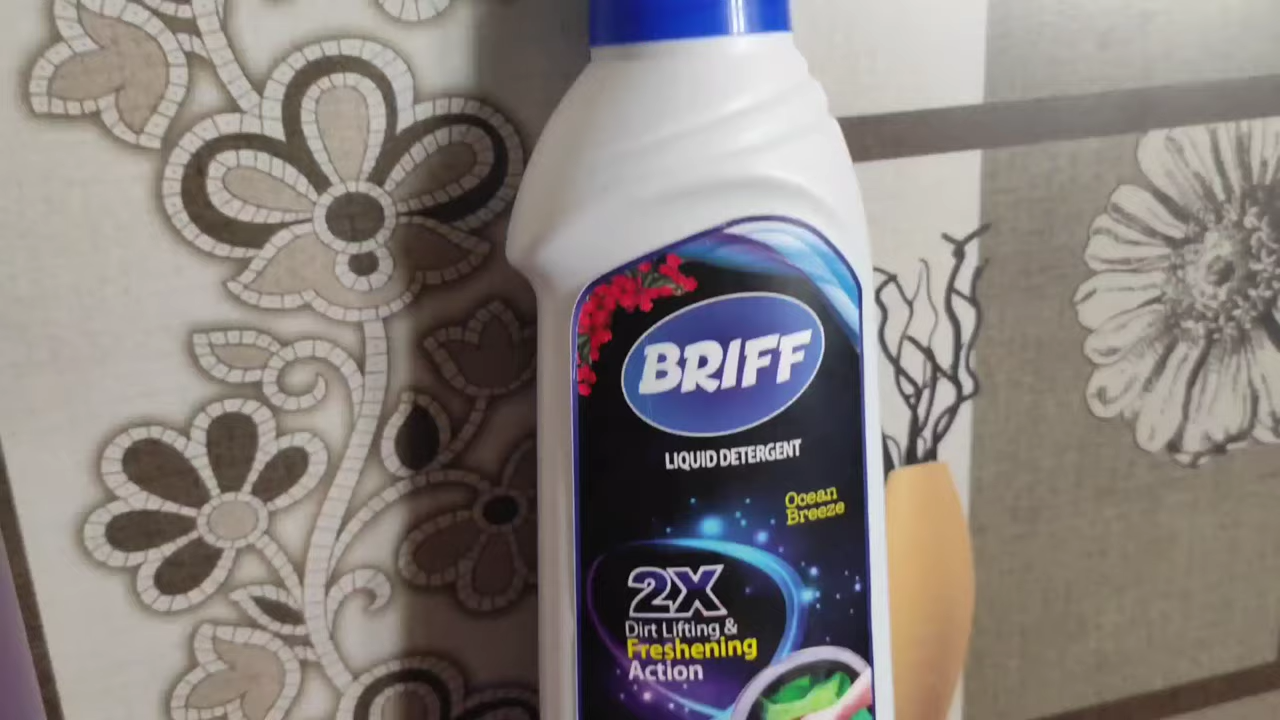 BRIFF
LIQUID DETERGENT
Ocean
Breeze
2X
Dirt Lifting &
Freshening
Action